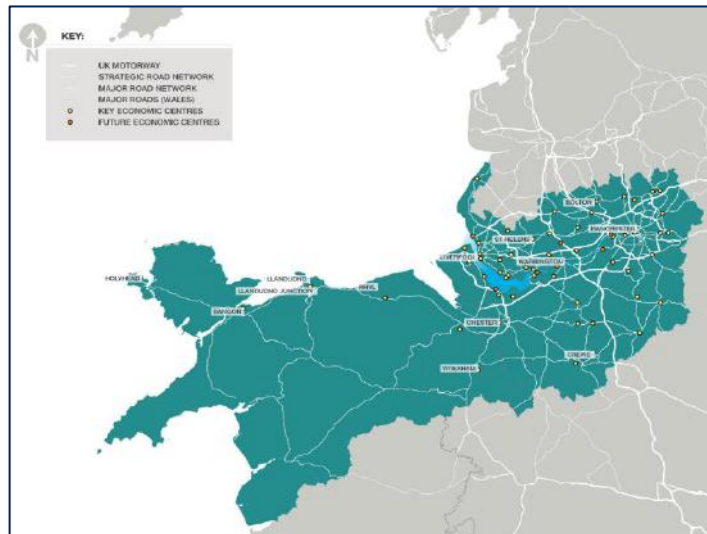 N
KEY:
UK MOTORWAY
STRATEGIC ROAD NETWORK
MAJOR ROAD NETWORK
MAJOR ROADS (WALES)
KEY ECONOMIC CENTRES
FUTURE ECONOMIC CENTRES
BOLTON
MANCHESTER
ST HELENS
LIVERPOOL
WARRINGTON
HOLYHEAD
LLANDUDNO
LLANDUDNO JUNCTION
RHYL
BANGOR
CHESTER
CREWE
WREXHAM